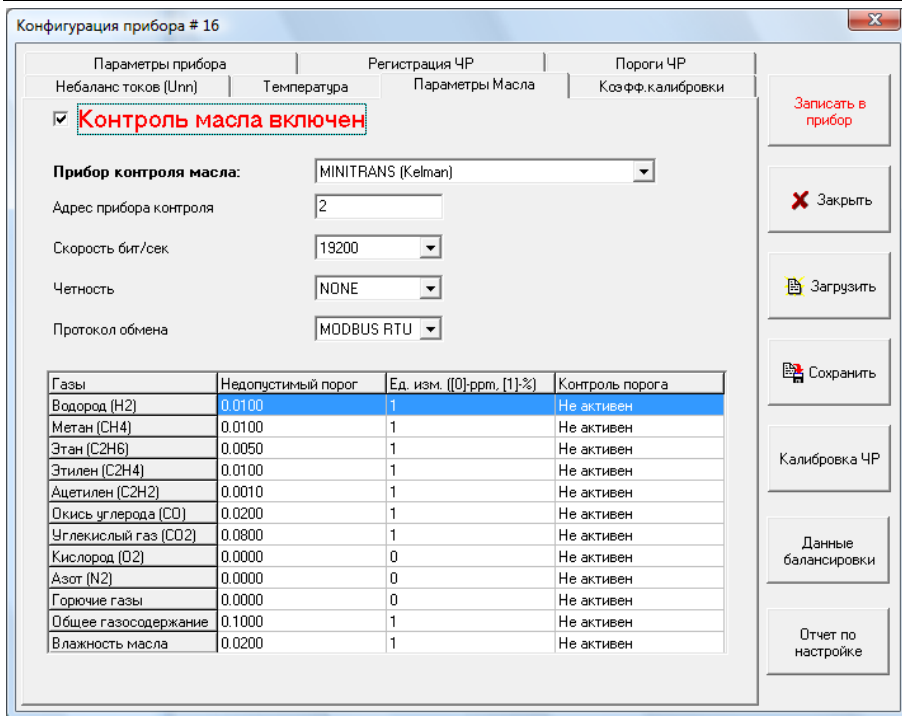 Конфигурация прибора # 16
Параметры прибора Регистрация ЧР Пороги ЧР
Небаланс токов (Unn) Температура Параметры Масла Коэфф.калибровки
Контроль масла включен
Прибор контроля масла: MINITRANS (Kelman)
Адрес прибора контроля 2
Скорость бит/сек 19200
Четность NONE
Протокол обмена MODBUS RTU
Газы Недопустимый порог Ед. изм. ([0]-ppm, [1]-%) Контроль порога
Водород (H2) 0.0100 1 Не активен
Метан (CH4) 0.0100 1 Не активен
Этан (C2H6) 0.0050 1 Не активен
Этилен (C2H4) 0.0100 1 Не активен
Ацетилен (C2H2) 0.0010 1 Не активен
Окись углерода (CO) 0.0200 1 Не активен
Углекислый газ (CO2) 0.0800 1 Не активен
Кислород (O2) 0.0000 0 Не активен
Азот (N2) 0.0000 0 Не активен
Горючие газы 0.0000 0 Не активен
Общее газосодержание 0.1000 1 Не активен
Влажность масла 0.0200 1 Не активен
Записать в
прибор
Закрыть
Загрузить
Сохранить
Калибровка ЧР
Данные
балансировки
Отчет по
настройке